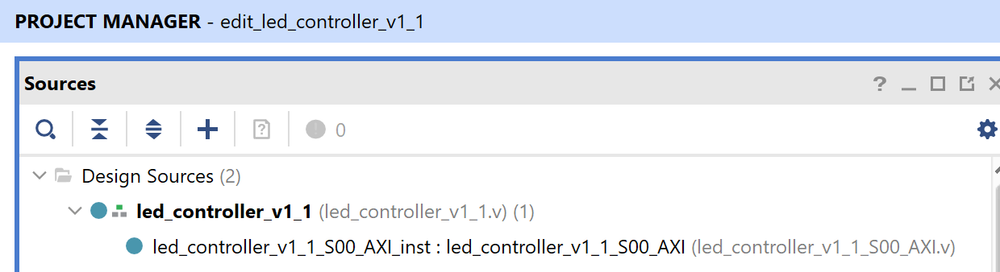 PROJECT MANAGER - edit_led_controller_v1_1
Sources
?
? 0
Design Sources (2)
led_controller_v1_1 (led_controller_v1_1.v) (1)
led_controller_v1_1_S00_AXI_inst : led_controller_v1_1_S00_AXI (led_controller_v1_1_S00_AXI.v)